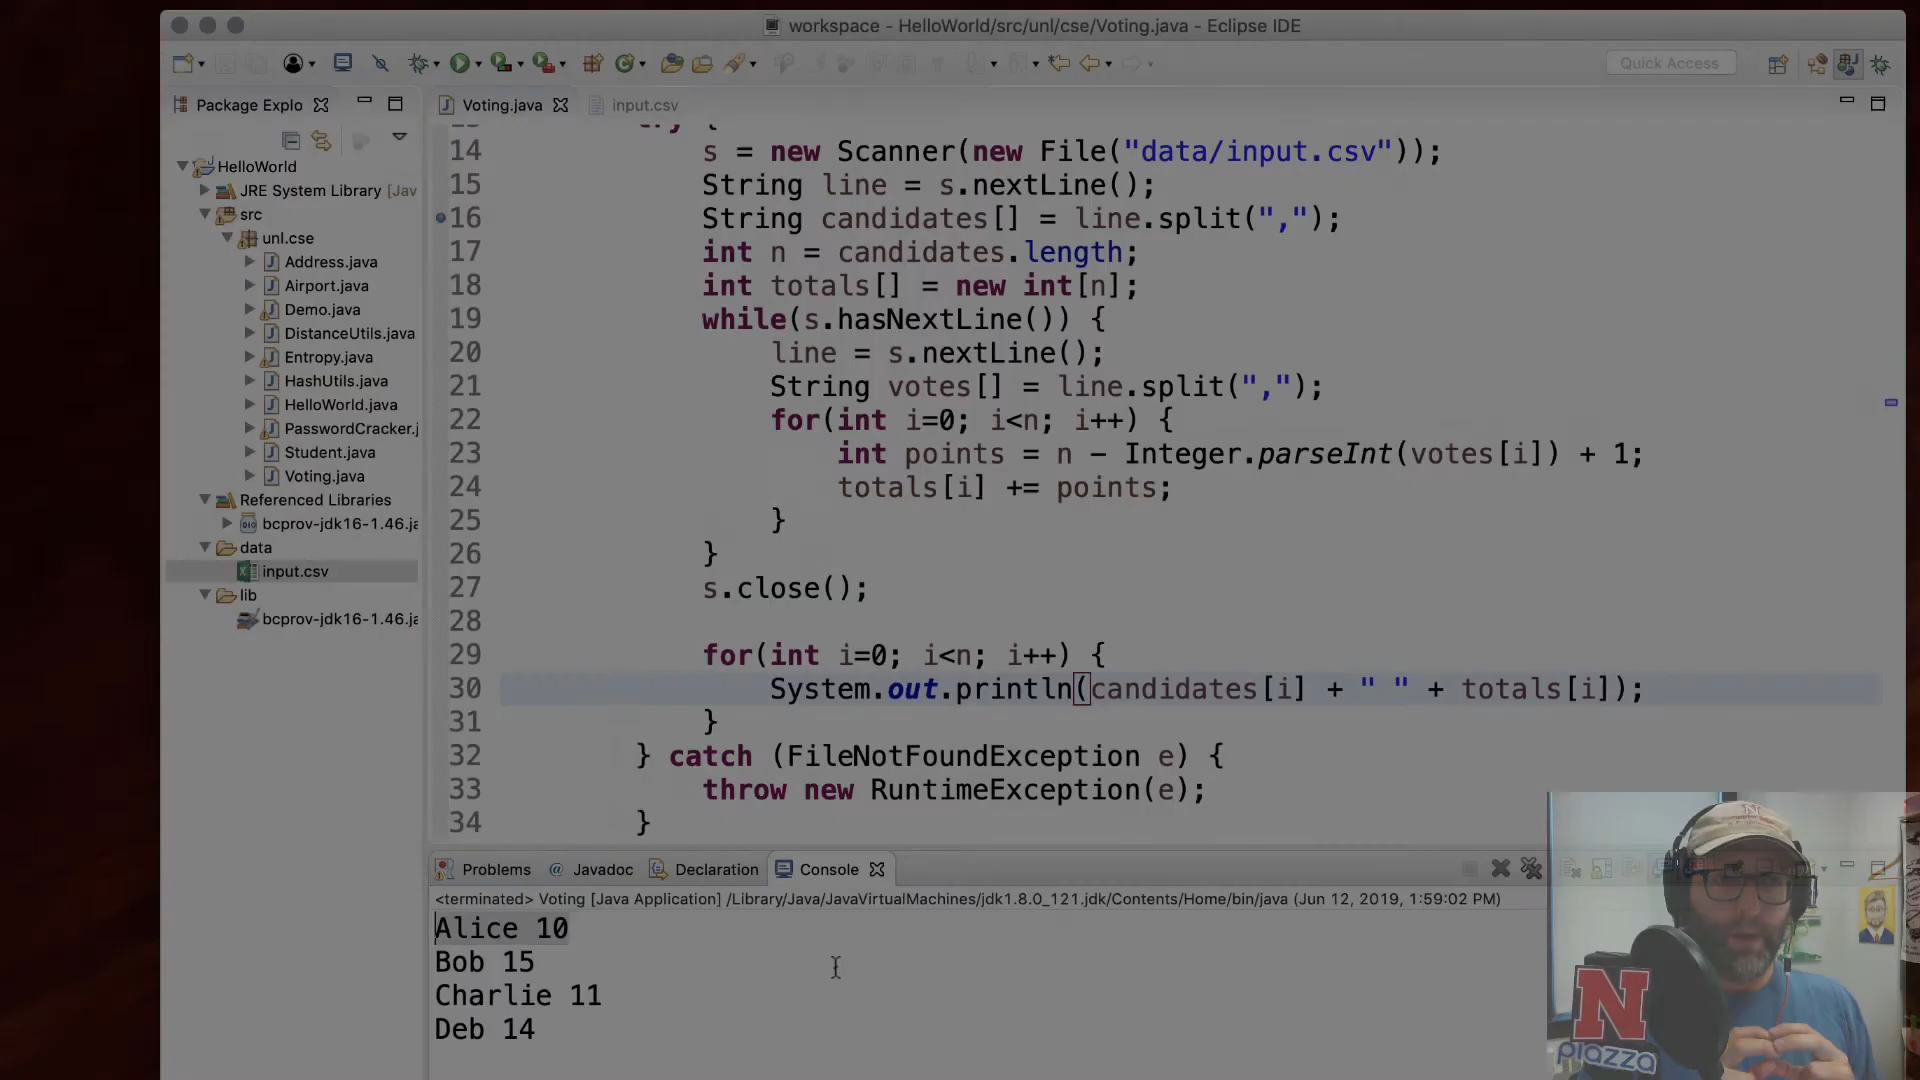 workspace - HelloWorld/src/unl/cse/Voting.java - Eclipse IDE
Quick Access
Package Explo
Voting.java
input.csv
HelloWorld
JRE System Library [Jav
src
unl.cse
Address.java
Airport.java
Demo.java
DistanceUtils.java
Entropy.java
HashUtils.java
HelloWorld.java
PasswordCracker.j
Student.java
Voting.java
Referenced Libraries
bcprov-jdk16-1.46.ja
data
input.csv
lib
bcprov-jdk16-1.46.ja
try {
14 s = new Scanner(new File("data/input.csv"));
15 String line = s.nextLine();
16 String candidates[] = line.split(",");
17 int n = candidates.length;
18 int totals[] = new int[n];
19 while(s.hasNextLine()) {
20 line = s.nextLine();
21 String votes[] = line.split(",");
22 for(int i=0; i<n; i++) {
23 int points = n - Integer.parseInt(votes[i]) + 1;
24 totals[i] += points;
25 }
26 }
27 s.close();
28
29 for(int i=0; i<n; i++) {
30 System.out.println(candidates[i] + " " + totals[i]);
31 }
32 } catch (FileNotFoundException e) {
33 throw new RuntimeException(e);
34 }
Problems
@ Javadoc
Declaration
Console
<terminated> Voting [Java Application] /Library/Java/JavaVirtualMachines/jdk1.8.0_121.jdk/Contents/Home/bin/java (Jun 12, 2019, 1:59:02 PM)
Alice 10
Bob 15
Charlie 11
Deb 14
N
N
piazza